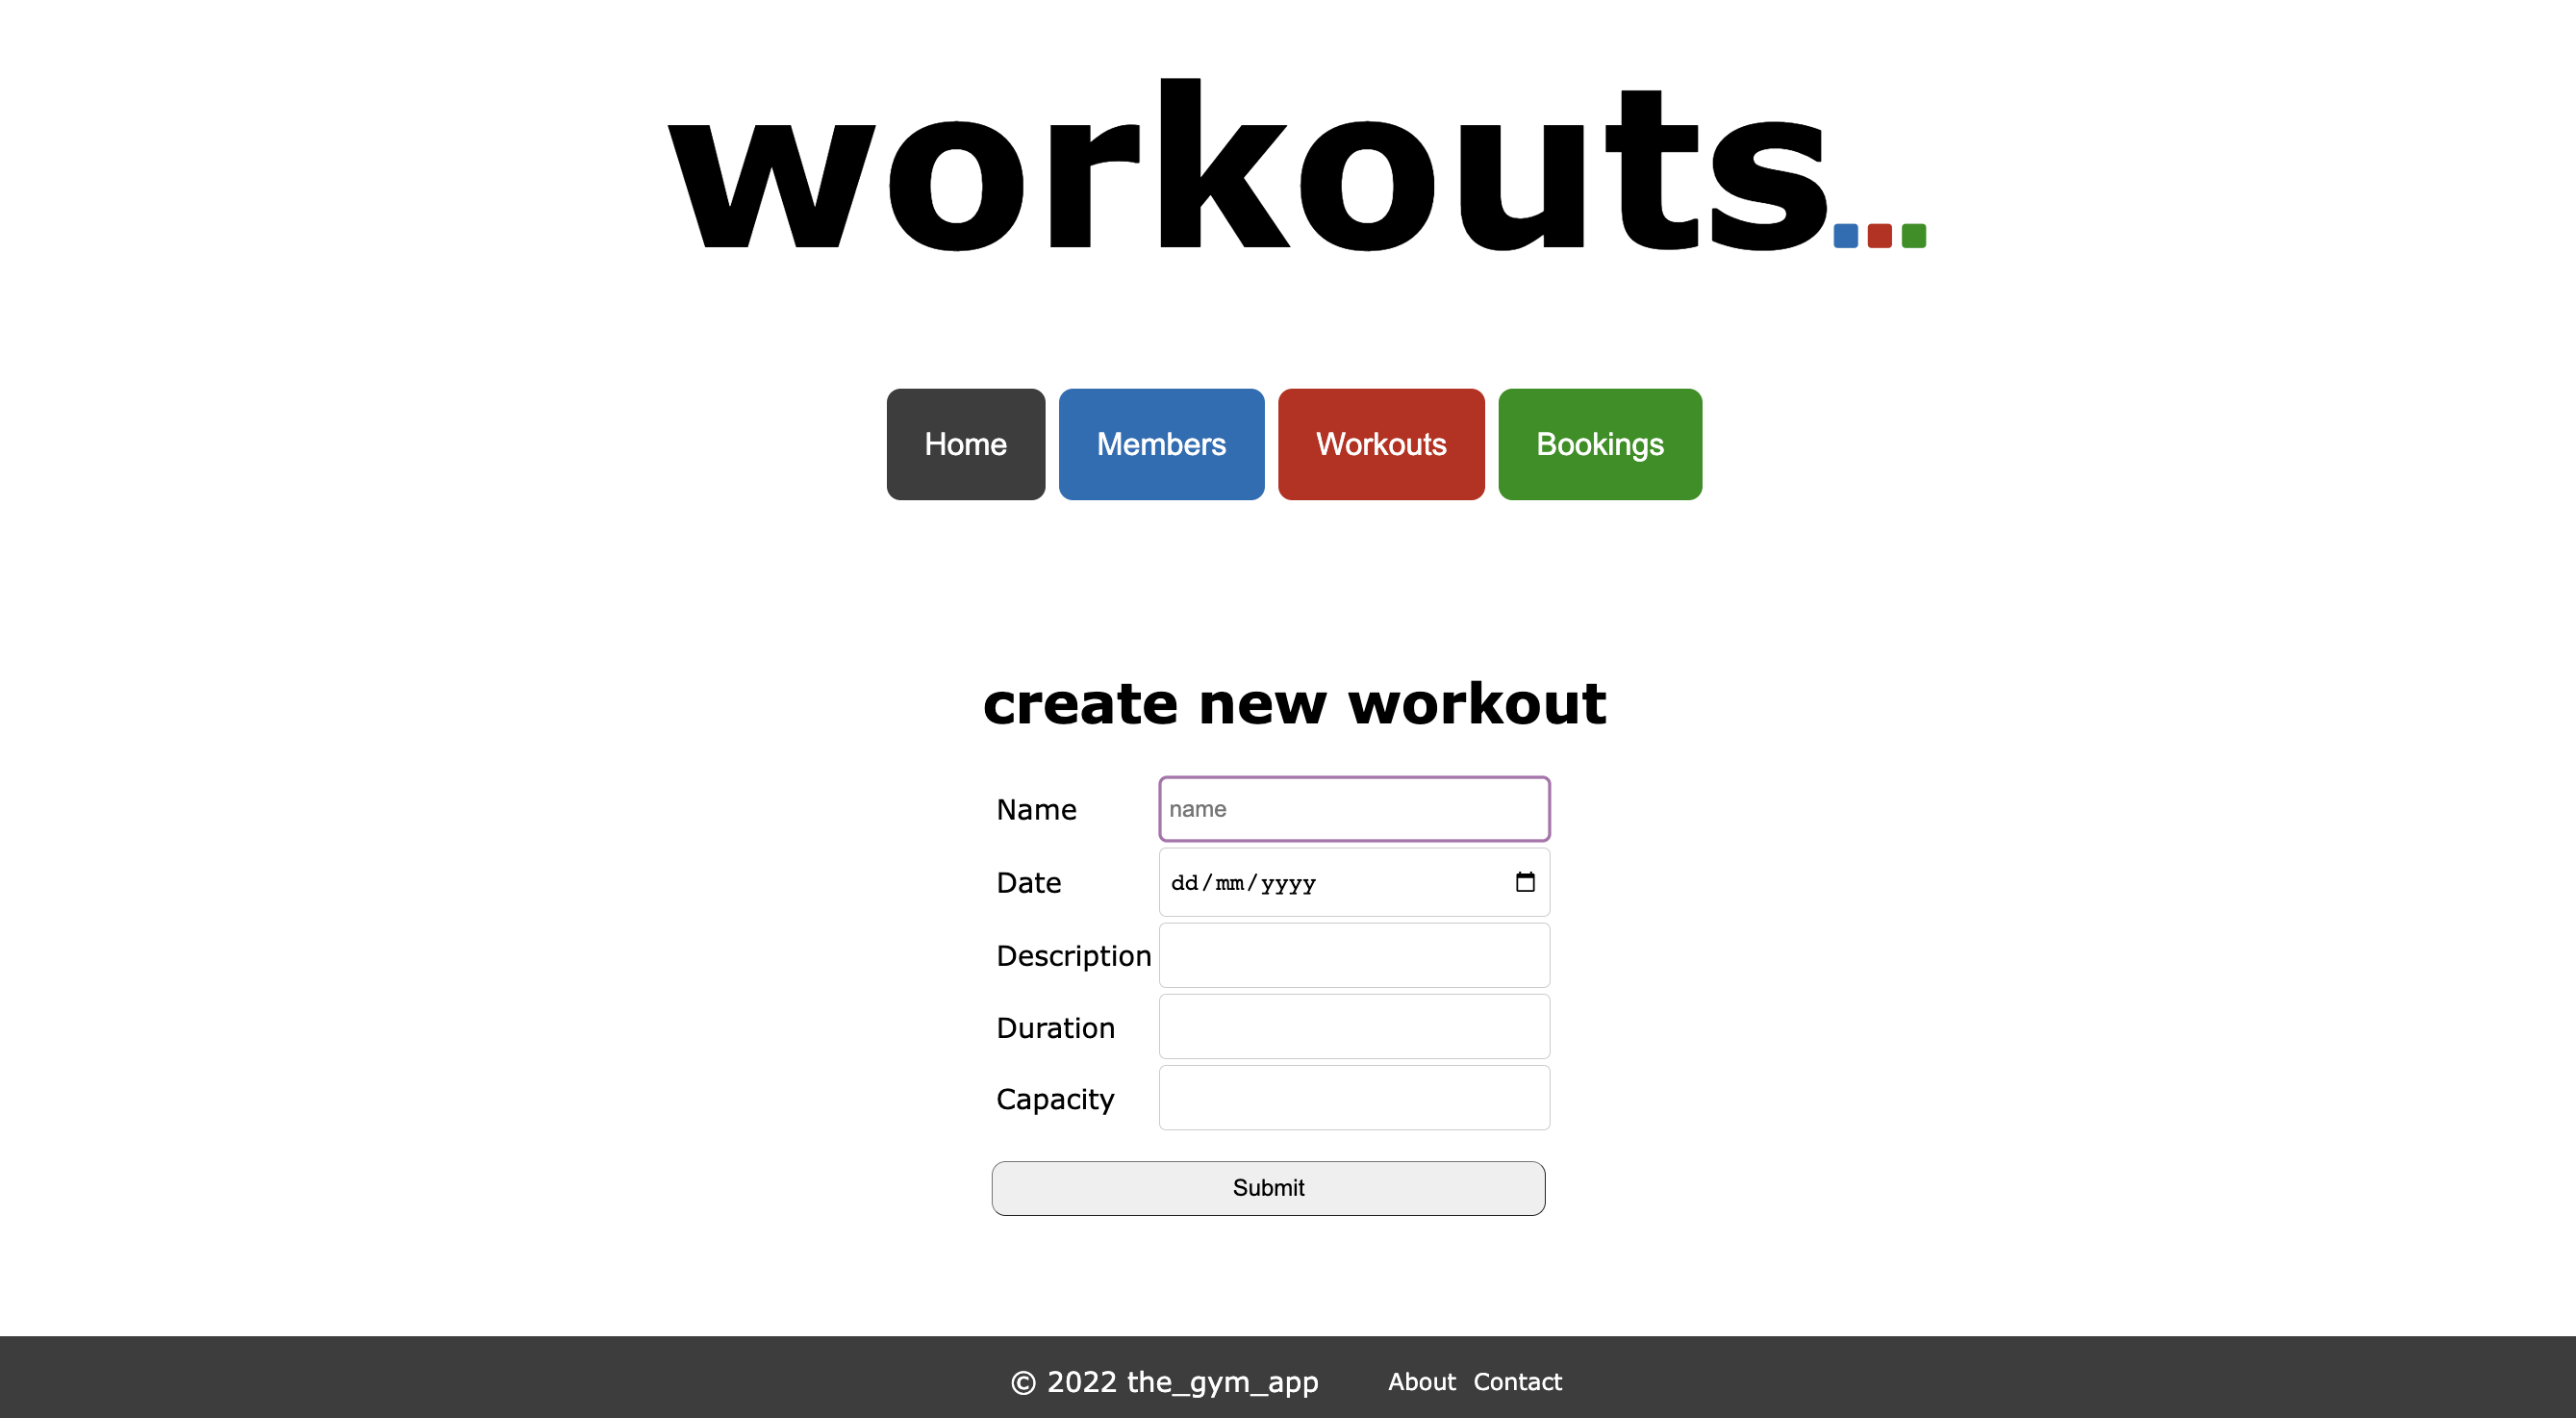 workouts
Home Members Workouts Bookings
create new workout
Name name
Date dd/mm/yyyy
Description
Duration
Capacity
Submit
© 2022 the_gym_app About Contact